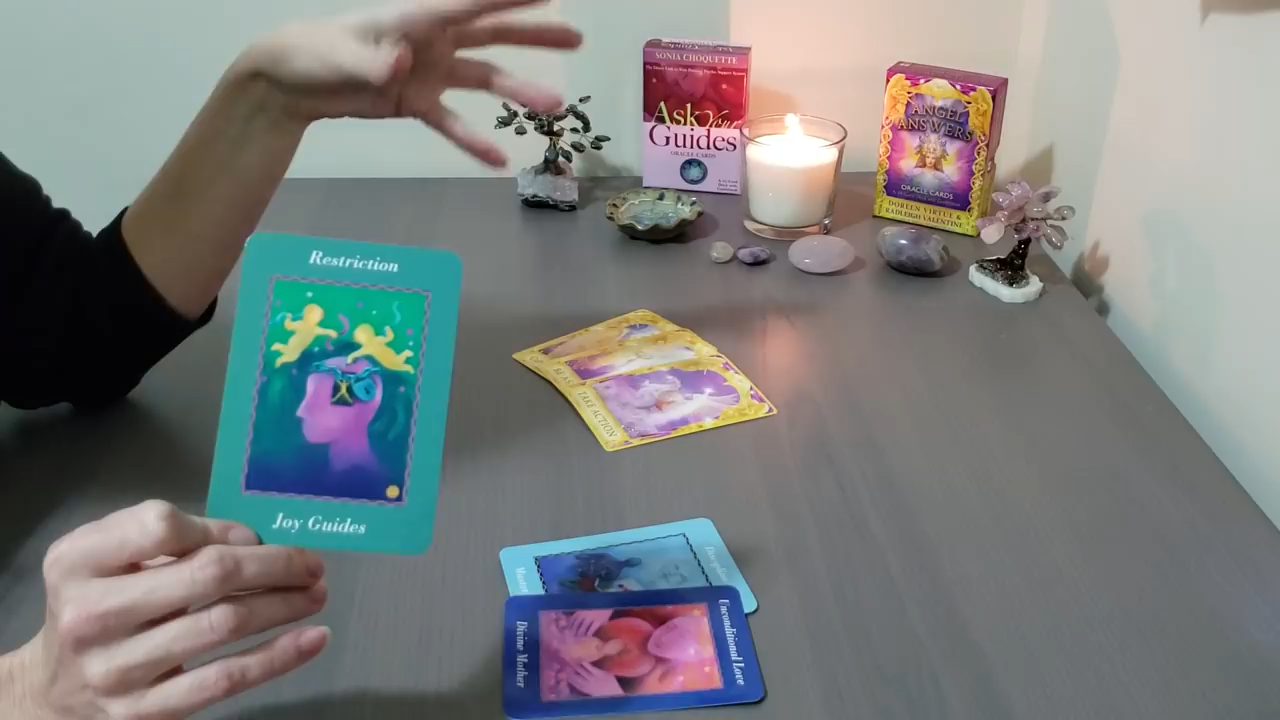 SONIA CHOQUETTE
Ask Your
Guides
ORACLE CARDS
ANGEL
ANSWERS
ORACLE CARDS
DOREEN VIRTUE &
RADLEIGH VALENTINE
Restriction
Joy Guides
TAKE ACTION
Unconditional Love
Divine Mother